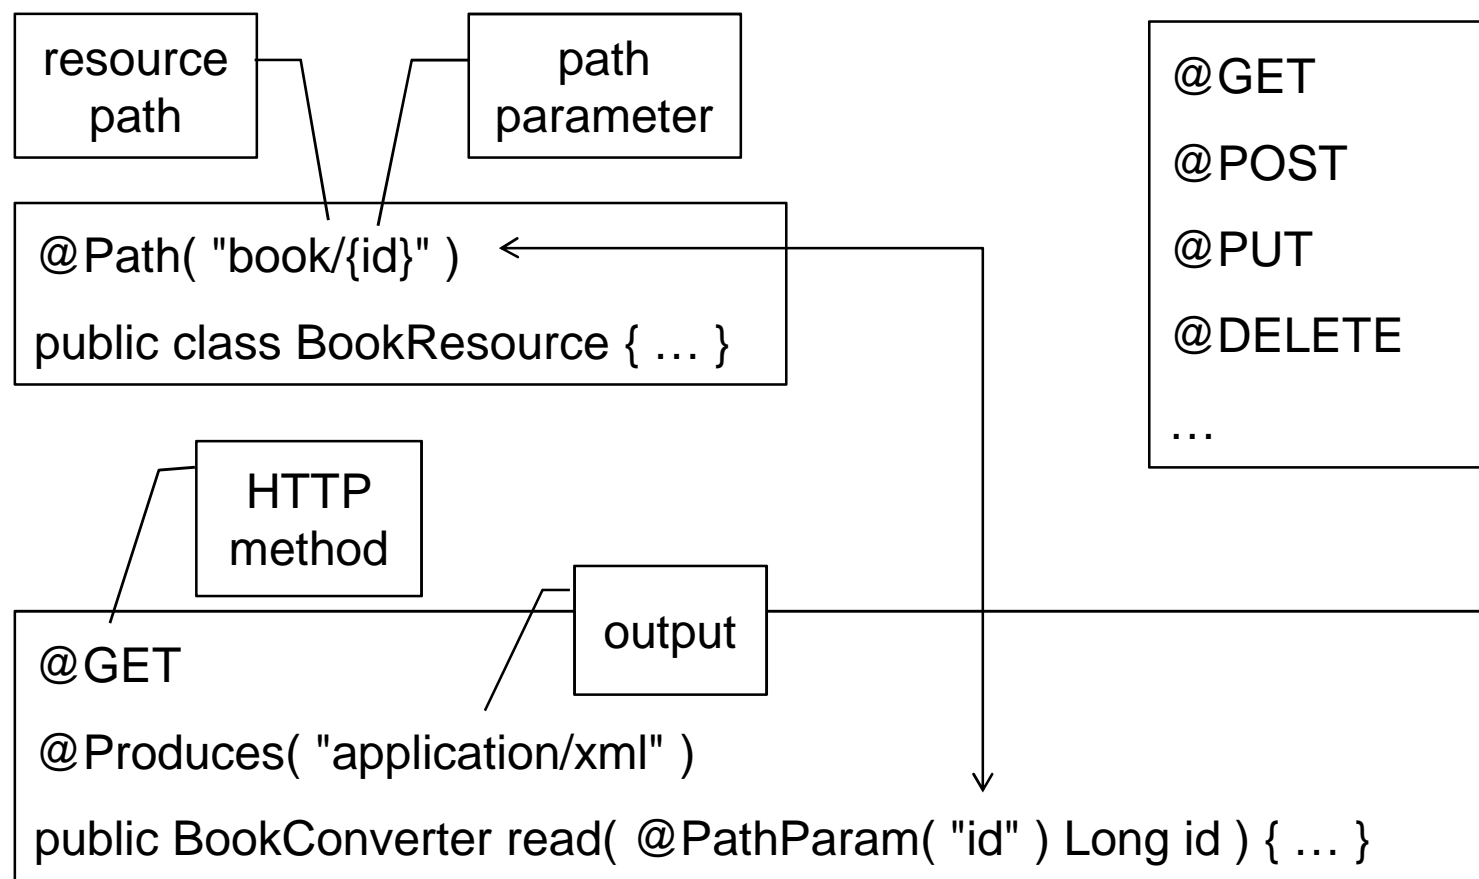 resource
path
path
parameter
@GET
@POST
@PUT
@DELETE
…
@Path( "book/{id}" )
public class BookResource { … }
HTTP
method
output
@GET
@Produces( "application/xml" )
public BookConverter read( @PathParam( "id" ) Long id ) { … }